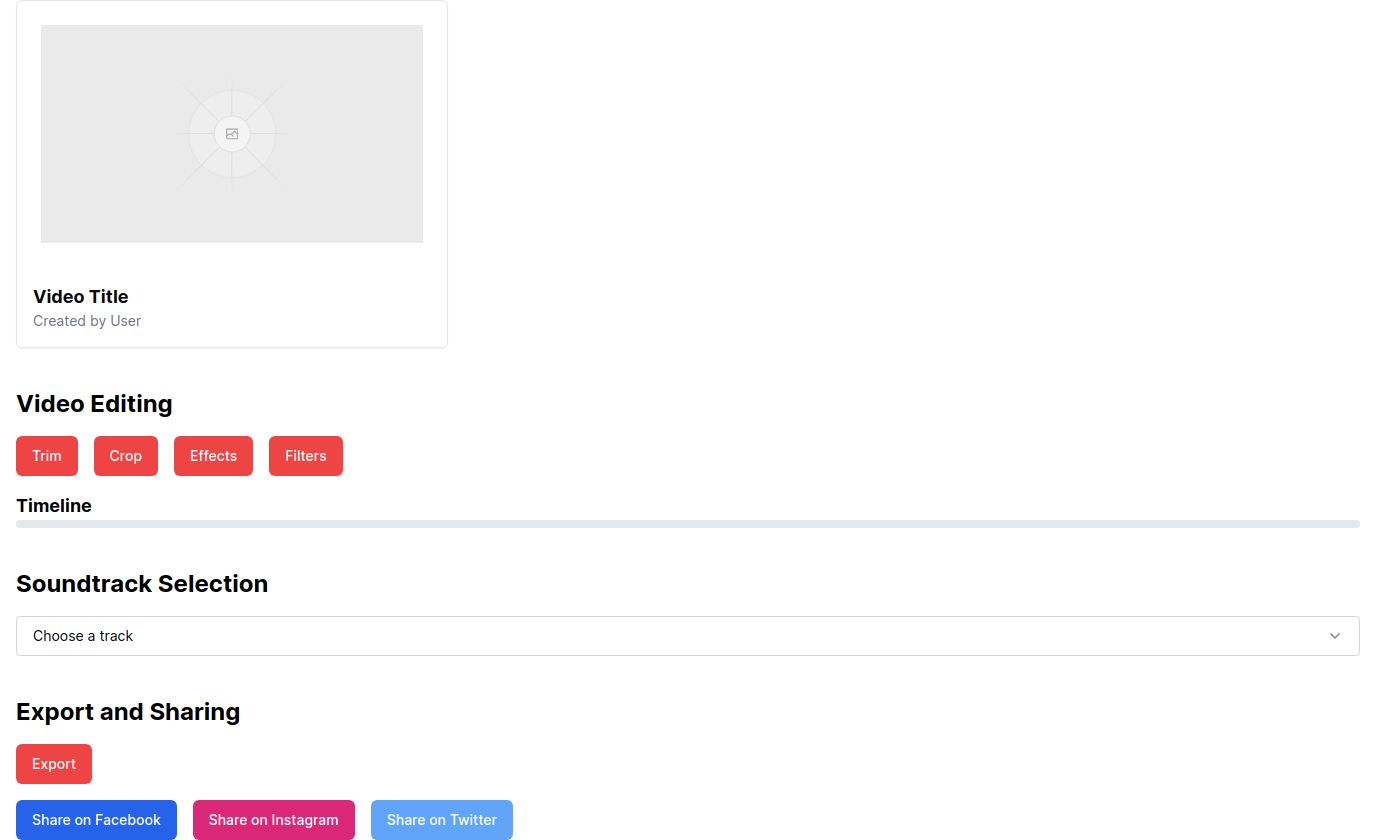 Video Title
Created by User
Video Editing
Trim Crop Effects Filters
Timeline
Soundtrack Selection
Choose a track
Export and Sharing
Export
Share on Facebook Share on Instagram Share on Twitter